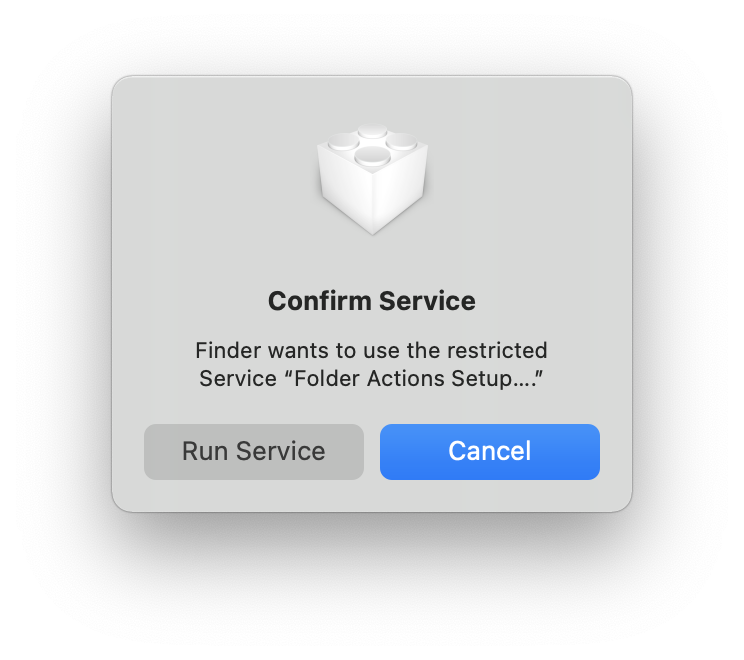 Confirm Service
Finder wants to use the restricted
Service “Folder Actions Setup....”
Run Service
Cancel